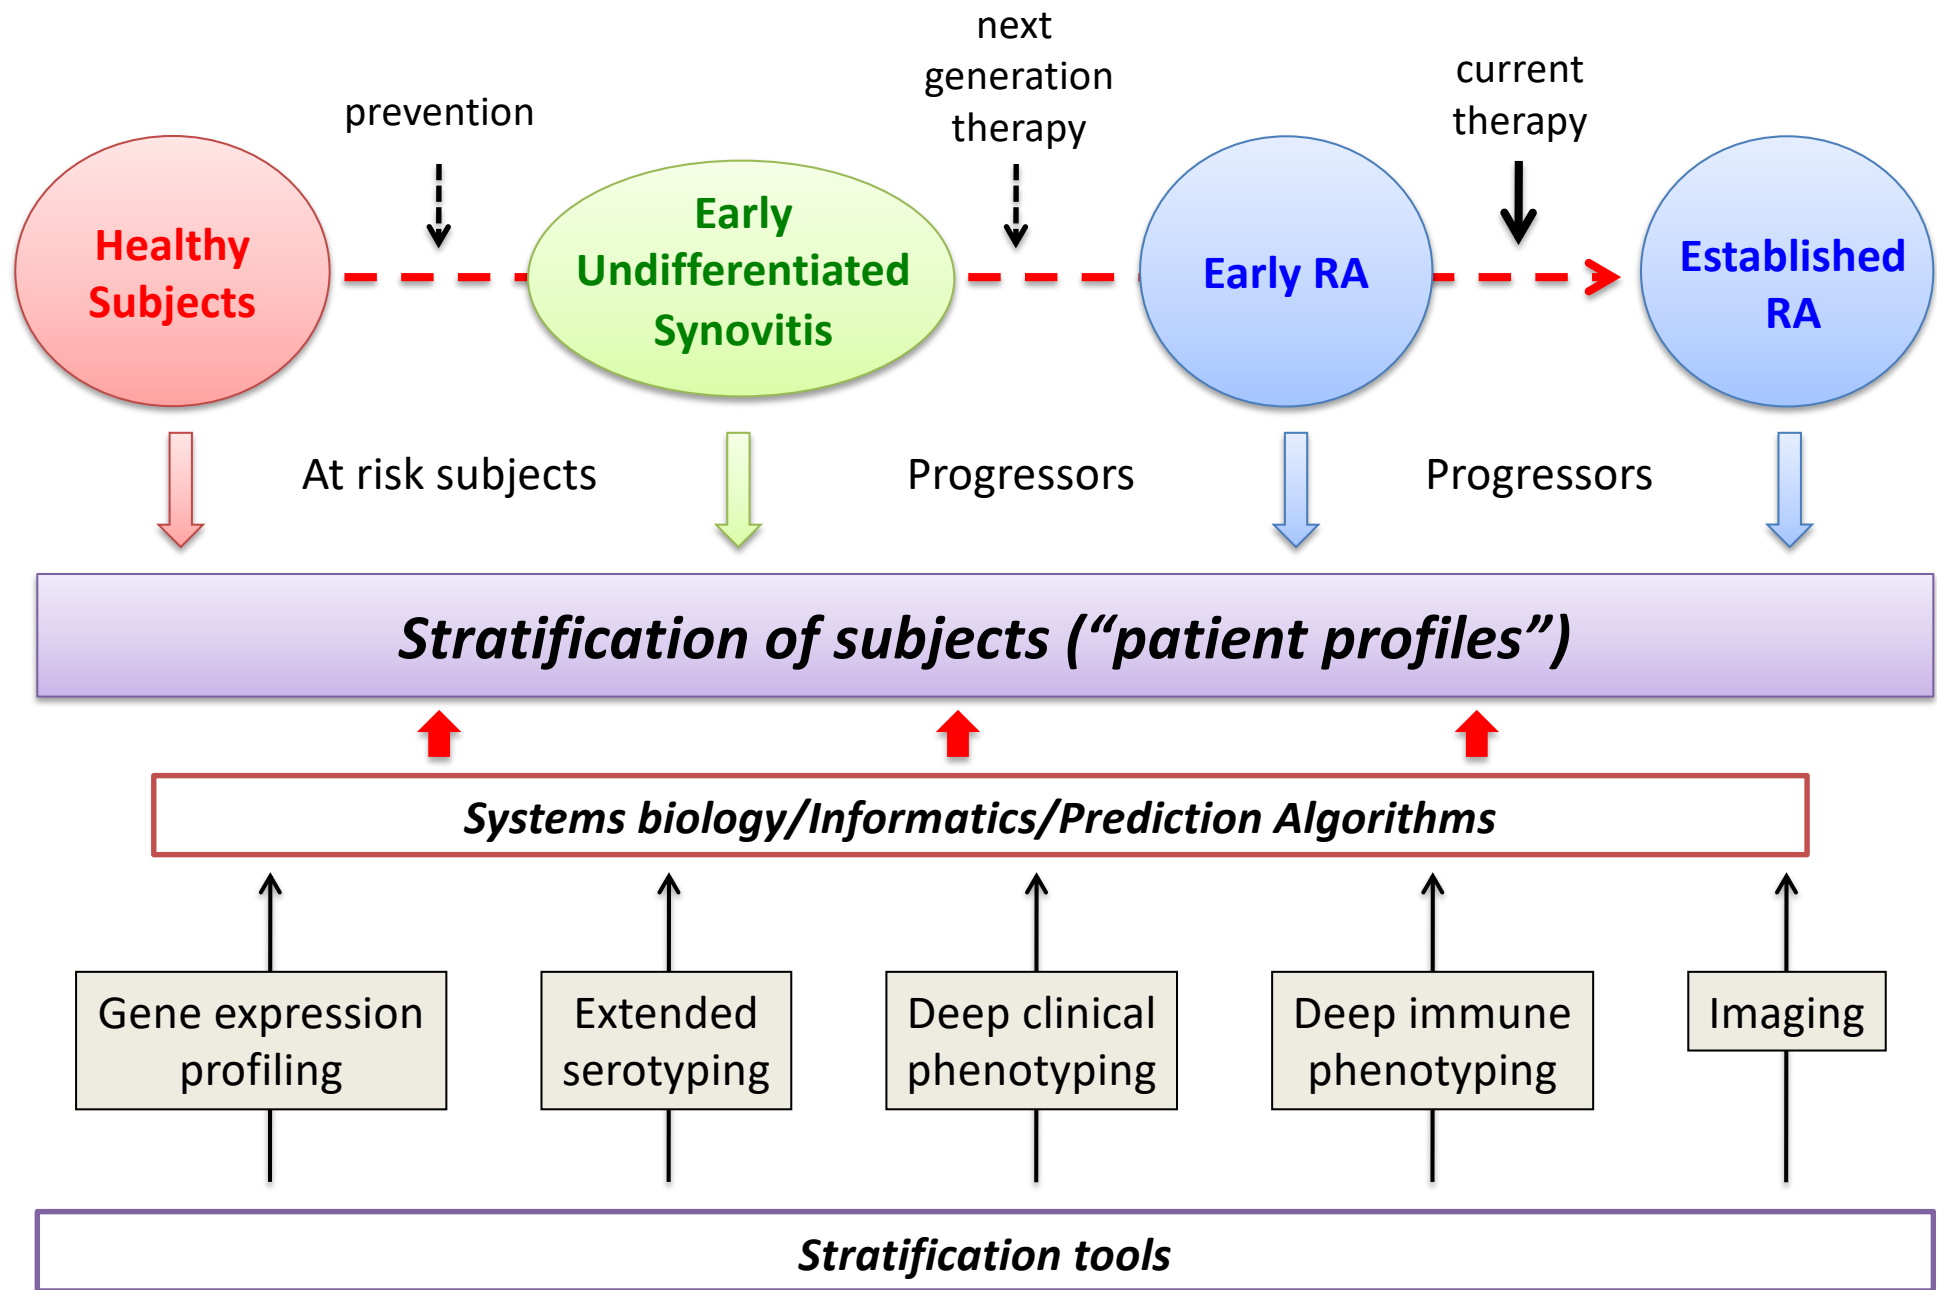 next
generation
therapy
current
therapy
prevention
Healthy
Subjects
Early
Undifferentiated
Synovitis
Early RA
Established
RA
At risk subjects
Progressors
Progressors
Stratification of subjects (“patient profiles”)
Systems biology/Informatics/Prediction Algorithms
Gene expression
profiling
Extended
serotyping
Deep clinical
phenotyping
Deep immune
phenotyping
Imaging
Stratification tools